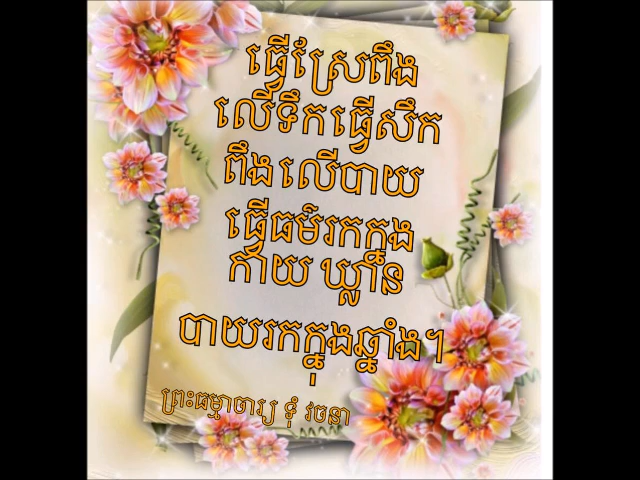 ធ្វើស្រែពឹង
លើទឹកធ្វើសឹក
ពឹងលើបាយ
ធ្វើធម៌រកក្នុង
កាយ ឃ្លាន
បាយរកក្នុងឆ្នាំងៗ
ព្រះធម្មាចារ្យ ទុំ វចនា